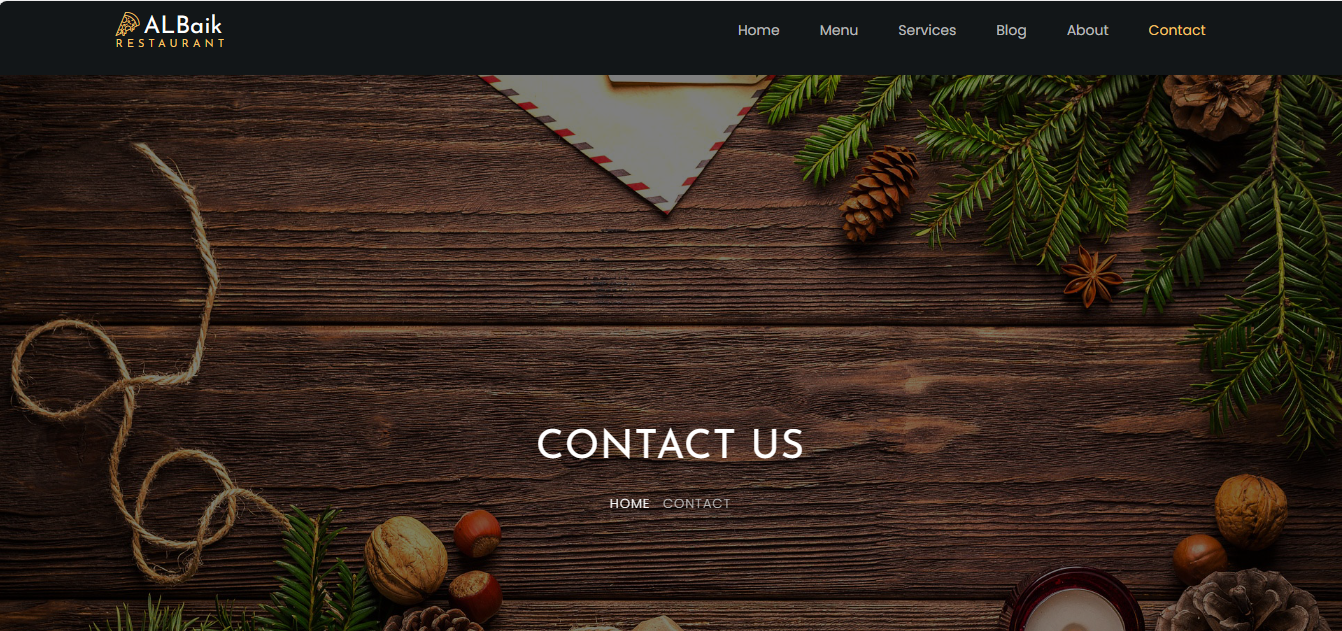 ALBaik
RESTAURANT
Home Menu Services Blog About Contact
CONTACT US
HOME CONTACT